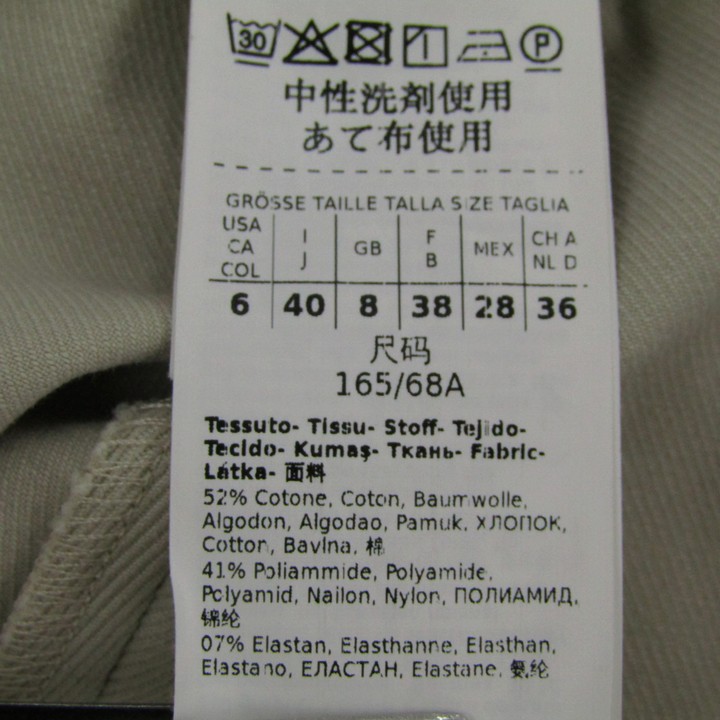 30 P
中性洗剤使用
あて布使用
GRÖSSE TAILLE TALLA SIZE TAGLIA
USA CA COL I J GB F B MEX CH A NL D
6 40 8 38 28 36
尺码
165/68A
Tessuto- Tissu- Stoff- Tejido-
Tecido- Kumaş- Ткань- Fabric-
Látka- 面料
52% Cotone, Coton, Baumwolle,
Algodon, Algodao, Pamuk, ХЛОПОК,
Cotton, Bavlna, 棉
41% Poliammide, Polyamide,
Polyamid, Nailon, Nylon, ПОЛИАМИД,
锦纶
07% Elastan, Elasthanne, Elasthan,
Elastano, ЕЛАСТАН, Elastane, 氨纶